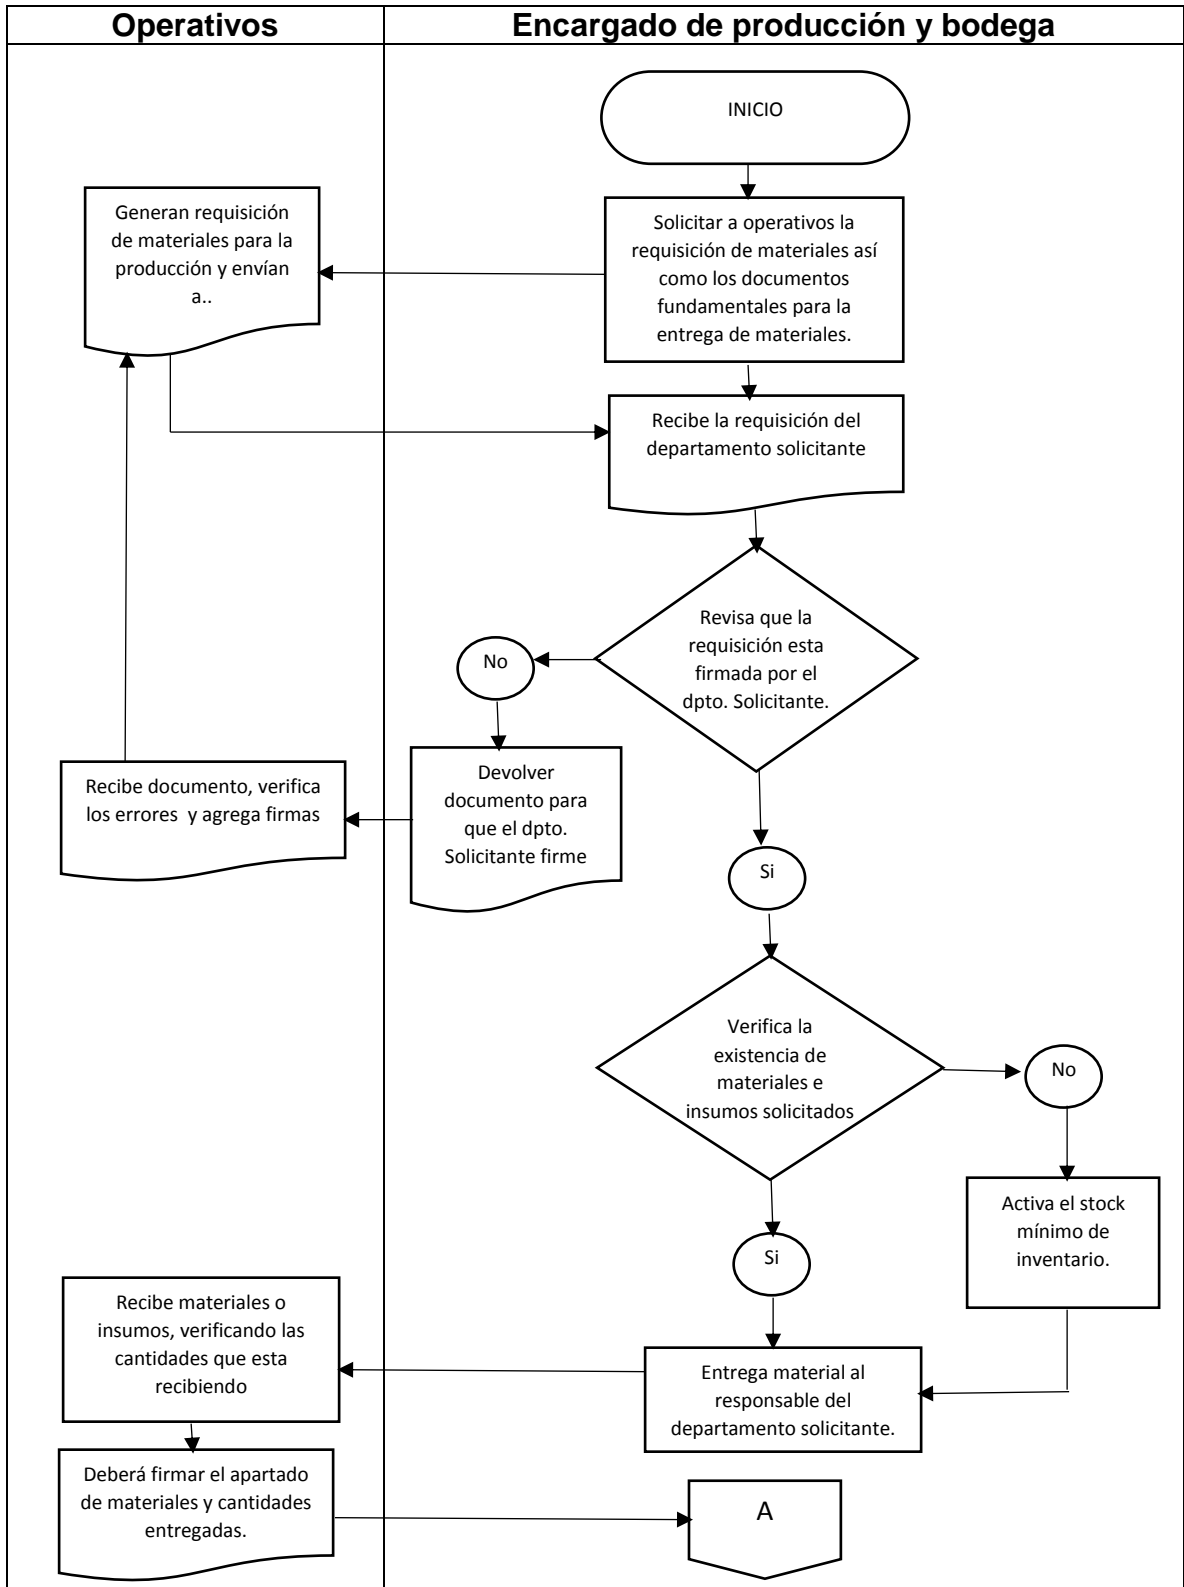 Operativos
Encargado de producción y bodega
INICIO
Generan requisición
de materiales para la
producción y envían
a..
Solicitar a operativos la
requisición de materiales así
como los documentos
fundamentales para la
entrega de materiales.
Recibe la requisición del
departamento solicitante
Revisa que la
requisición esta
firmada por el
dpto. Solicitante.
No
Devolver
documento para
que el dpto.
Solicitante firme
Recibe documento, verifica
los errores y agrega firmas
Si
Verifica la
existencia de
materiales e
insumos solicitados
No
Activa el stock
mínimo de
inventario.
Si
Recibe materiales o
insumos, verificando las
cantidades que esta
recibiendo
Entrega material al
responsable del
departamento solicitante.
Deberá firmar el apartado
de materiales y cantidades
entregadas.
A